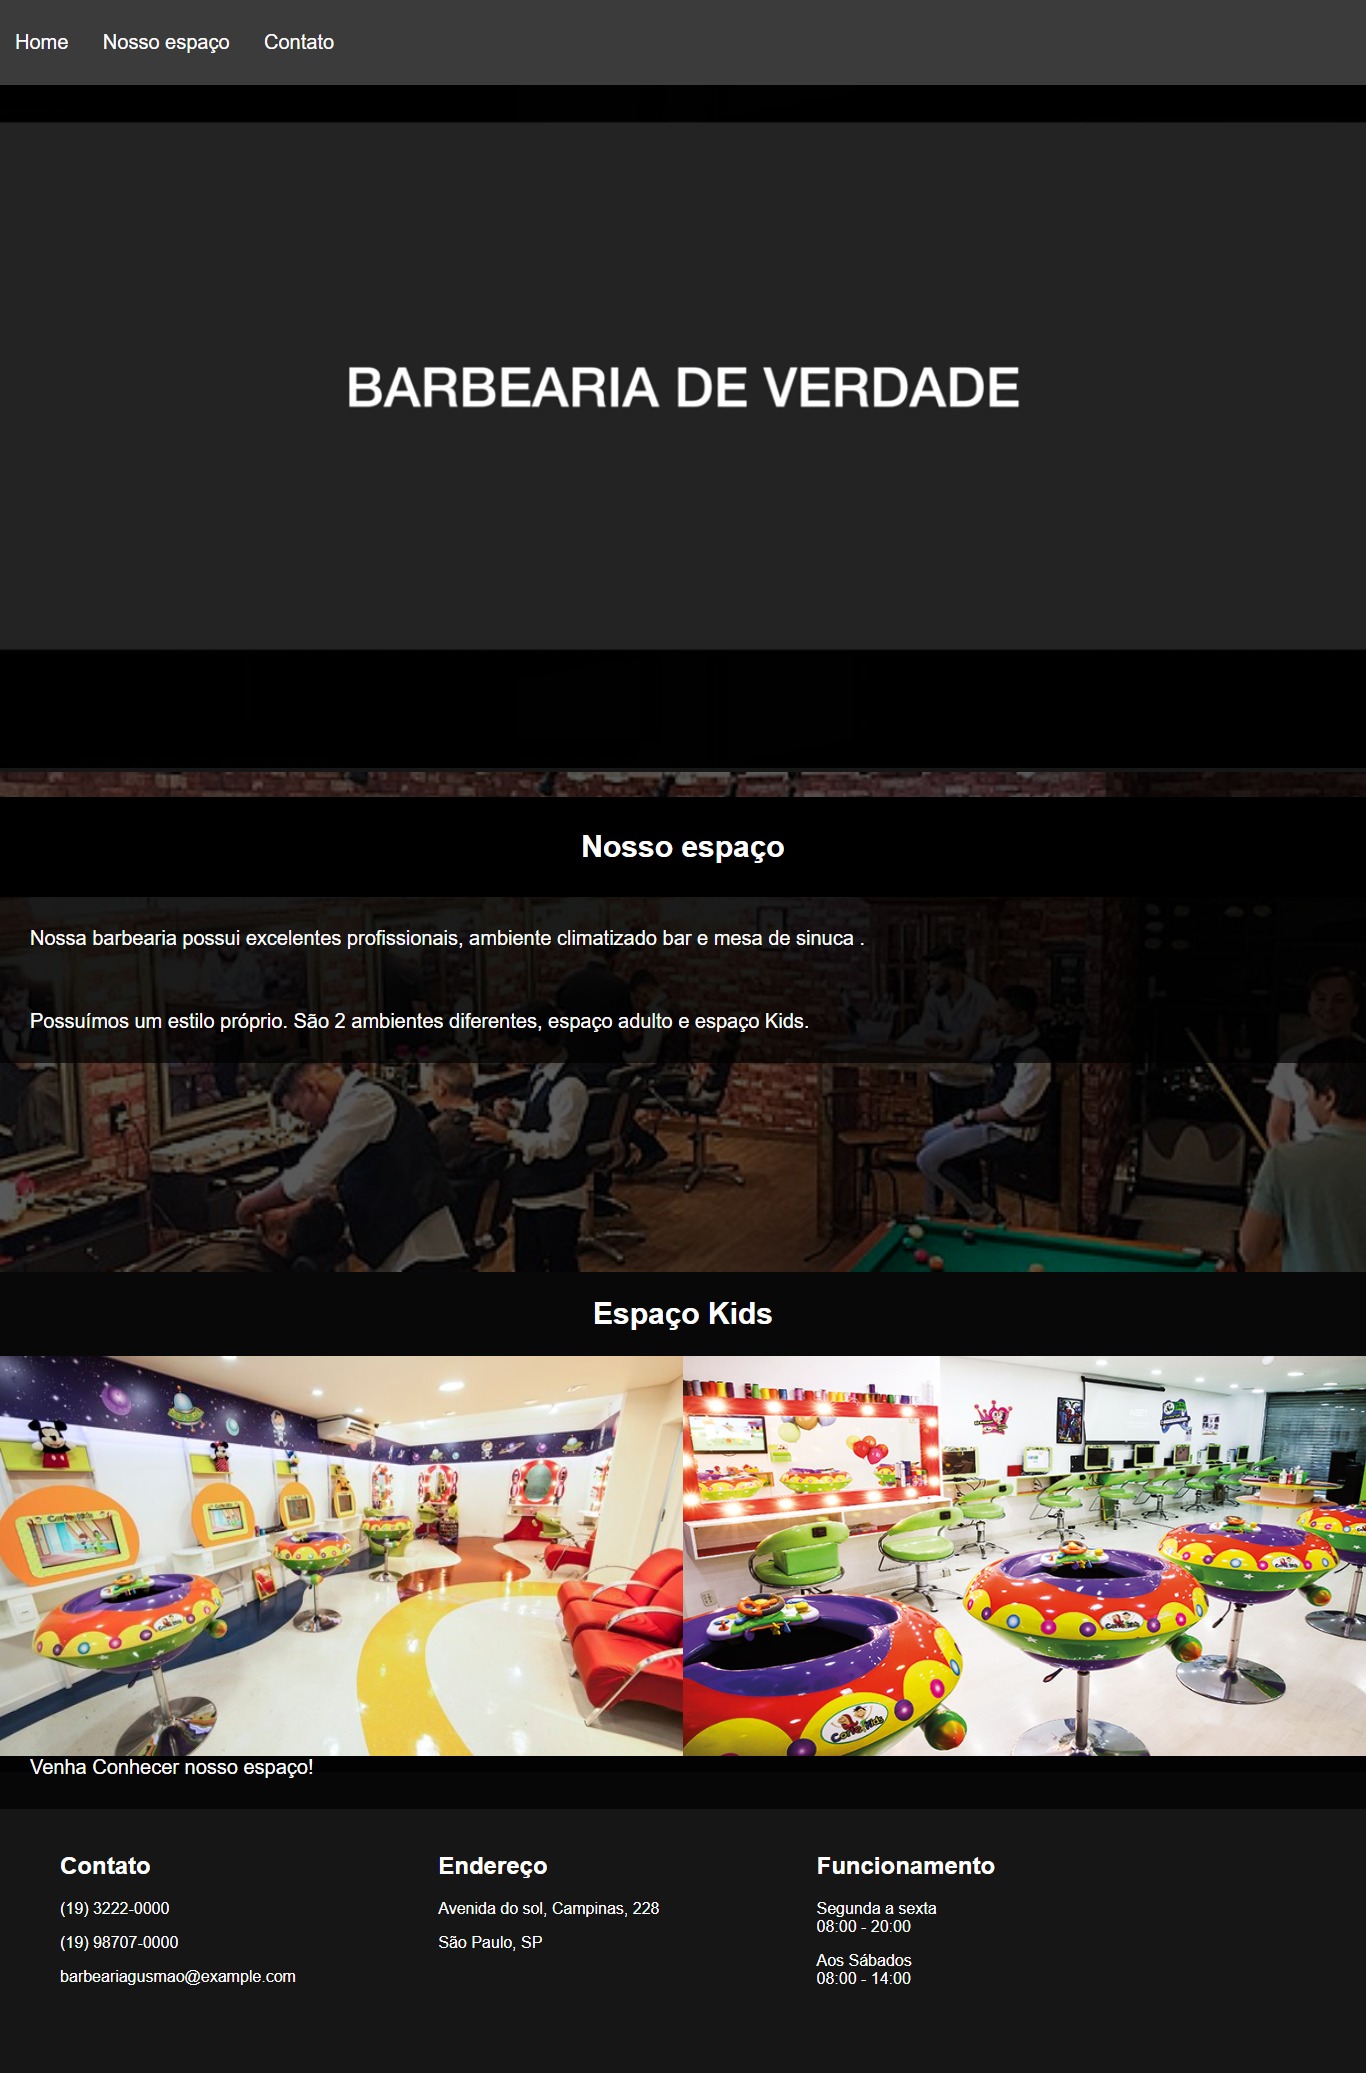 Home Nosso espaço Contato
BARBEARIA DE VERDADE
Nosso espaço
Nossa barbearia possui excelentes profissionais, ambiente climatizado bar e mesa de sinuca .
Possuímos um estilo próprio. São 2 ambientes diferentes, espaço adulto e espaço Kids.
Espaço Kids
Venha Conhecer nosso espaço!
Contato
(19) 3222-0000
(19) 98707-0000
barbeariagusmao@example.com
Endereço
Avenida do sol, Campinas, 228
São Paulo, SP
Funcionamento
Segunda a sexta
08:00 - 20:00
Aos Sábados
08:00 - 14:00